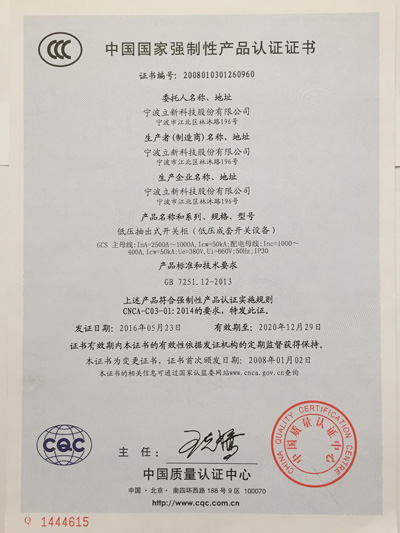 CCC
中国国家强制性产品认证证书
证书编号: 2008010301260960
委托人名称、地址
宁波立新科技股份有限公司
宁波市江北区林沐路196号
生产者(制造商)名称、地址
宁波立新科技股份有限公司
宁波市江北区林沐路196号
生产企业名称、地址
宁波立新科技股份有限公司
宁波市江北区林沐路196号
产品名称和系列、规格、型号
低压抽出式开关柜(低压成套开关设备)
GCS 主母线:InA=2500A~1000A,Icw=50kA;配电母线:Inc=1000~
400A,Icw=50kA;Ue=380V,Ui=660V;50Hz;IP30
产品标准和技术要求
GB 7251.12-2013
上述产品符合强制性产品认证实施规则
CNCA-C03-01:2014的要求,特发此证。
发证日期: 2016年05月23日 有效期至: 2020年12月29日
证书有效期内本证书的有效性依据发证机构的定期监督获得保持。
本证书为变更证书,证书首次颁发日期: 2008年01月02日
本证书的相关信息可通过国家认监委网站www.cnca.gov.cn查询
CQC
主任:
CHINA QUALITY CERTIFICATION CENTRE
中国质量认证中心
中国质量认证中心
中国·北京·南四环西路188号9区 100070
http://www.cqc.com.cn
Q 1444615